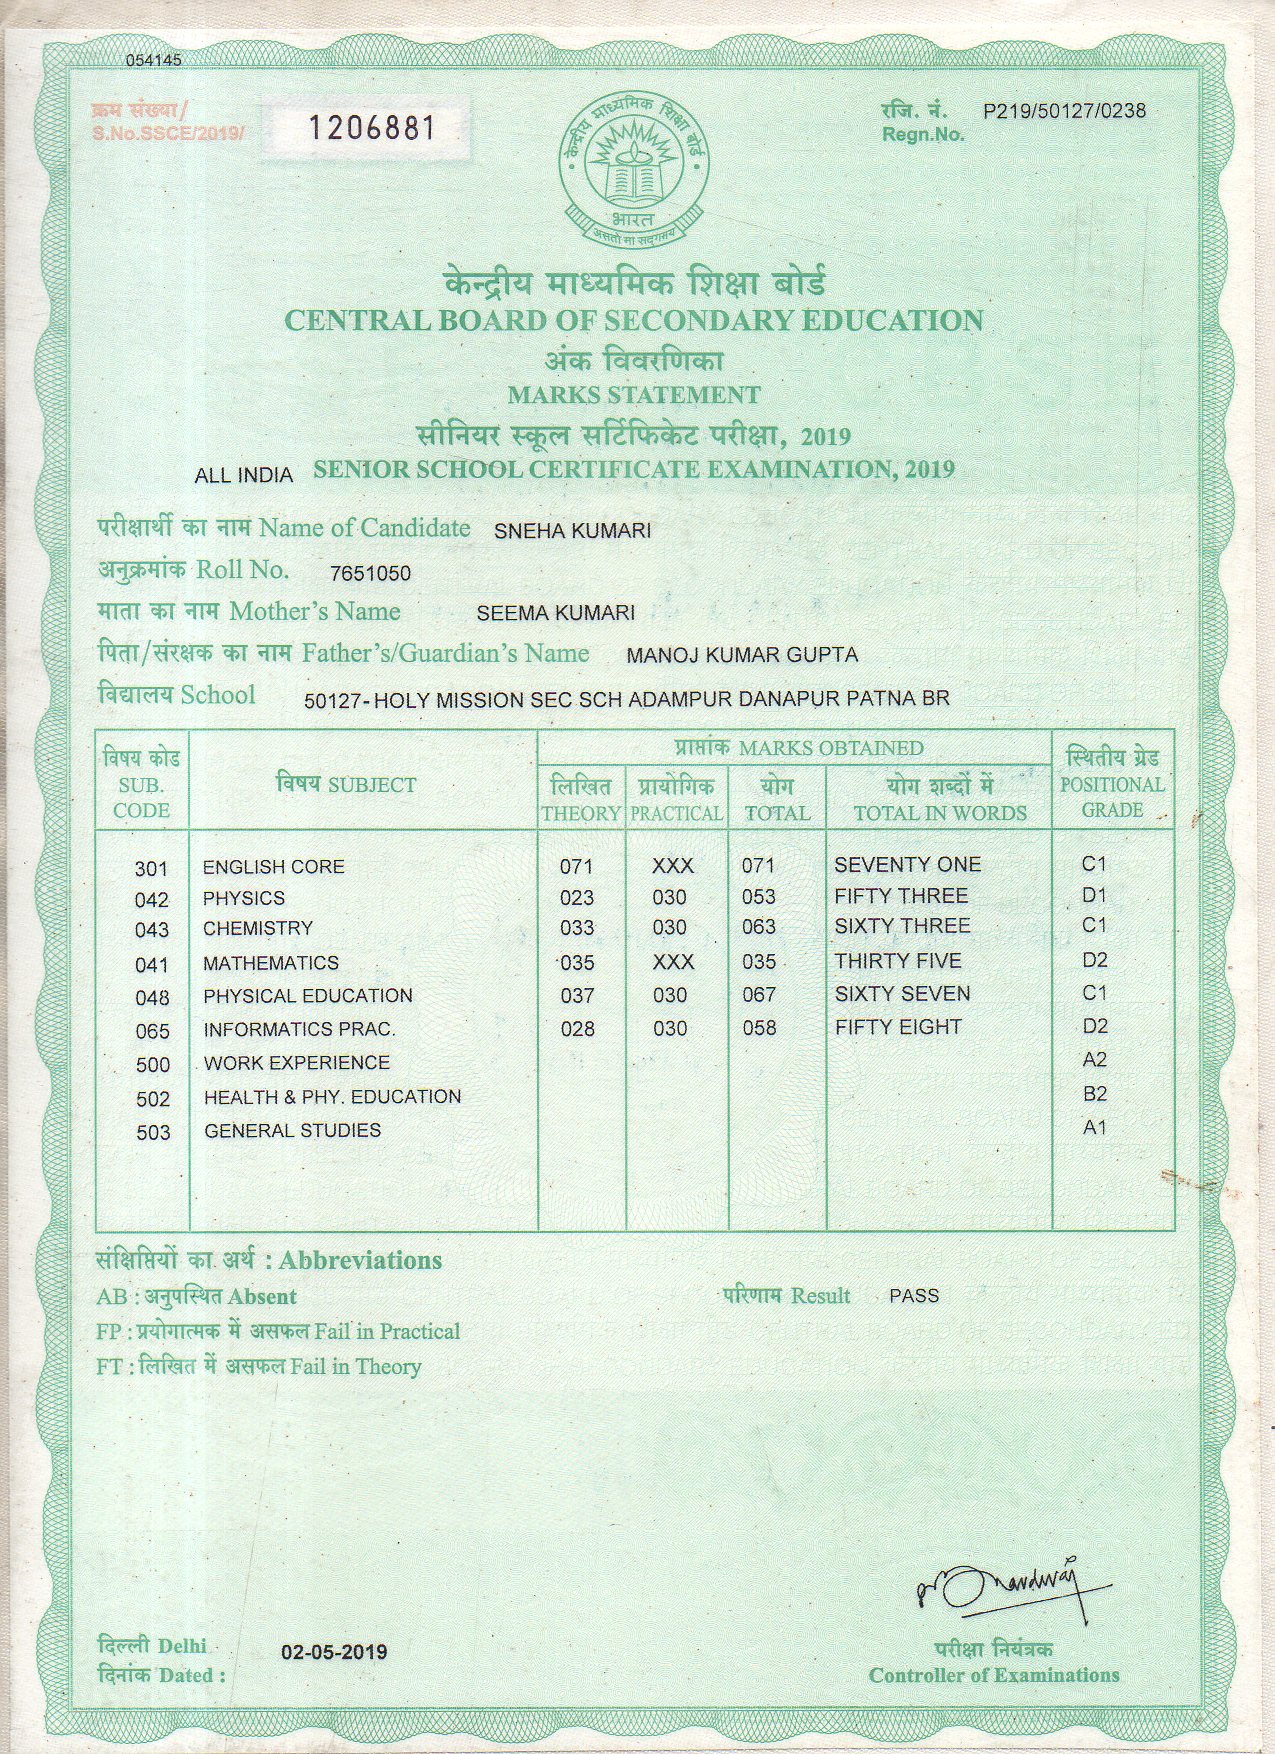 054145
क्रम संख्या/
S.No.SSCE/2019/ 1206881
रजि. नं. P219/50127/0238
Regn.No.
केन्द्रीय माध्यमिक शिक्षा बोर्ड
भारत
असतो मा सद्गमय
केन्द्रीय माध्यमिक शिक्षा बोर्ड
CENTRAL BOARD OF SECONDARY EDUCATION
अंक विवरणिका
MARKS STATEMENT
सीनियर स्कूल सर्टिफिकेट परीक्षा, 2019
ALL INDIA SENIOR SCHOOL CERTIFICATE EXAMINATION, 2019
परीक्षार्थी का नाम Name of Candidate SNEHA KUMARI
अनुक्रमांक Roll No. 7651050
माता का नाम Mother's Name SEEMA KUMARI
पिता/संरक्षक का नाम Father's/Guardian's Name MANOJ KUMAR GUPTA
विद्यालय School 50127-HOLY MISSION SEC SCH ADAMPUR DANAPUR PATNA BR
विषय कोड SUB. CODE
विषय SUBJECT
प्राप्तांक MARKS OBTAINED
लिखित THEORY
प्रायोगिक PRACTICAL
योग TOTAL
योग शब्दों में TOTAL IN WORDS
स्थितीय ग्रेड POSITIONAL GRADE
301 ENGLISH CORE 071 XXX 071 SEVENTY ONE C1
042 PHYSICS 023 030 053 FIFTY THREE D1
043 CHEMISTRY 033 030 063 SIXTY THREE C1
041 MATHEMATICS 035 XXX 035 THIRTY FIVE D2
048 PHYSICAL EDUCATION 037 030 067 SIXTY SEVEN C1
065 INFORMATICS PRAC. 028 030 058 FIFTY EIGHT D2
500 WORK EXPERIENCE A2
502 HEALTH & PHY. EDUCATION B2
503 GENERAL STUDIES A1
संक्षिप्तियों का अर्थ : Abbreviations
AB : अनुपस्थित Absent
परिणाम Result PASS
FP : प्रयोगात्मक में असफल Fail in Practical
FT : लिखित में असफल Fail in Theory
दिल्ली Delhi
दिनांक Dated : 02-05-2019
परीक्षा नियंत्रक
Controller of Examinations